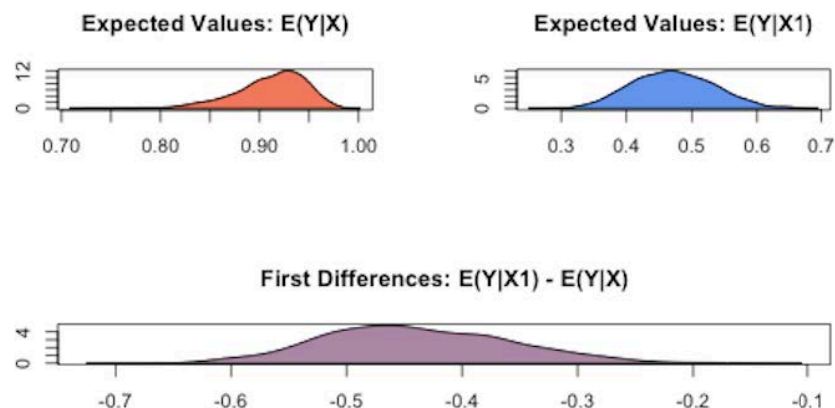 Expected Values: E(Y|X)
12
0
0.70 0.80 0.90 1.00
Expected Values: E(Y|X1)
5
0
0.3 0.4 0.5 0.6 0.7
First Differences: E(Y|X1) - E(Y|X)
4
0
-0.7 -0.6 -0.5 -0.4 -0.3 -0.2 -0.1